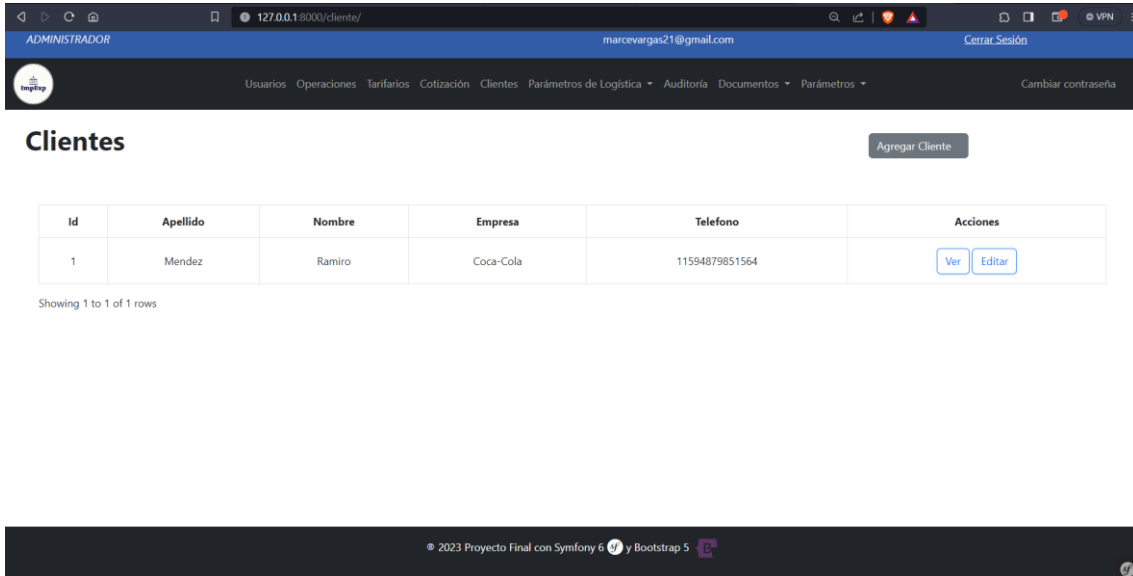 127.0.0.1:8000/cliente/ VPN
ADMINISTRADOR marcevargas21@gmail.com Cerrar Sesión
ImpExp Usuarios Operaciones Tarifarios Cotización Clientes Parámetros de Logística Auditoría Documentos Parámetros Cambiar contraseña
Clientes Agregar Cliente
Id Apellido Nombre Empresa Telefono Acciones
1 Mendez Ramiro Coca-Cola 11594879851564 Ver Editar
Showing 1 to 1 of 1 rows
® 2023 Proyecto Final con Symfony 6 sf y Bootstrap 5 B